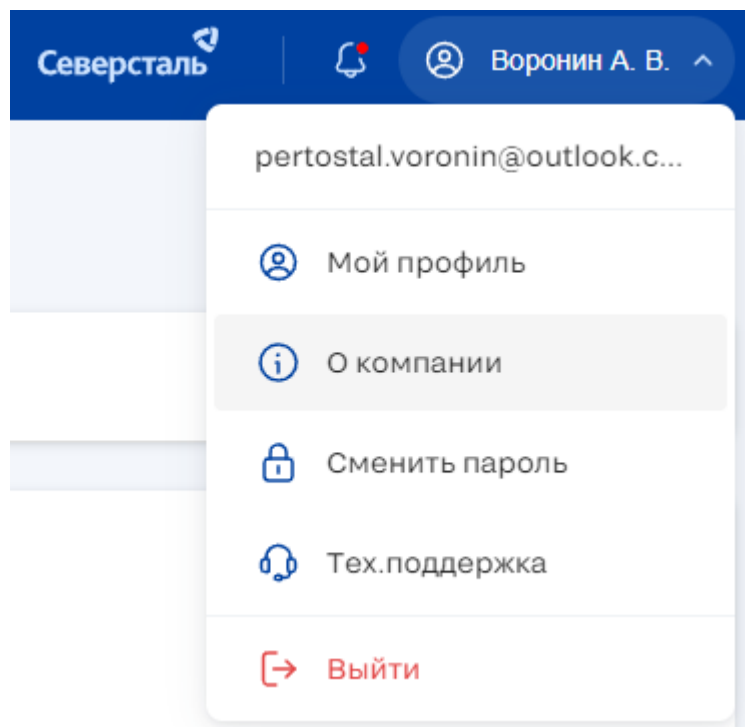 Северсталь
Воронин А. В.
pertostal.voronin@outlook.c...
Мой профиль
О компании
Сменить пароль
Тех.поддержка
Выйти